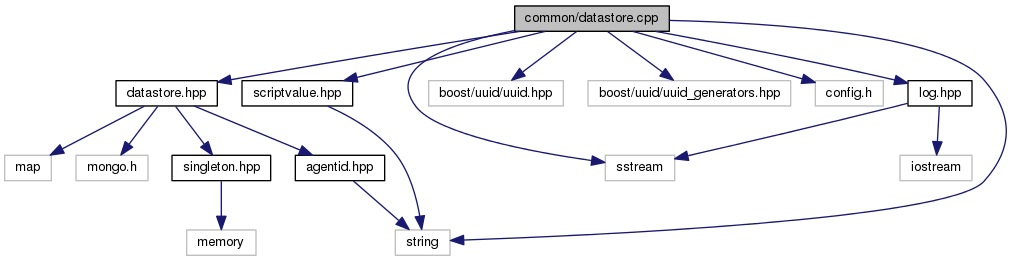 common/datastore.cpp
datastore.hpp
scriptvalue.hpp
boost/uuid/uuid.hpp
boost/uuid/uuid_generators.hpp
config.h
log.hpp
map
mongo.h
singleton.hpp
agentid.hpp
sstream
iostream
memory
string